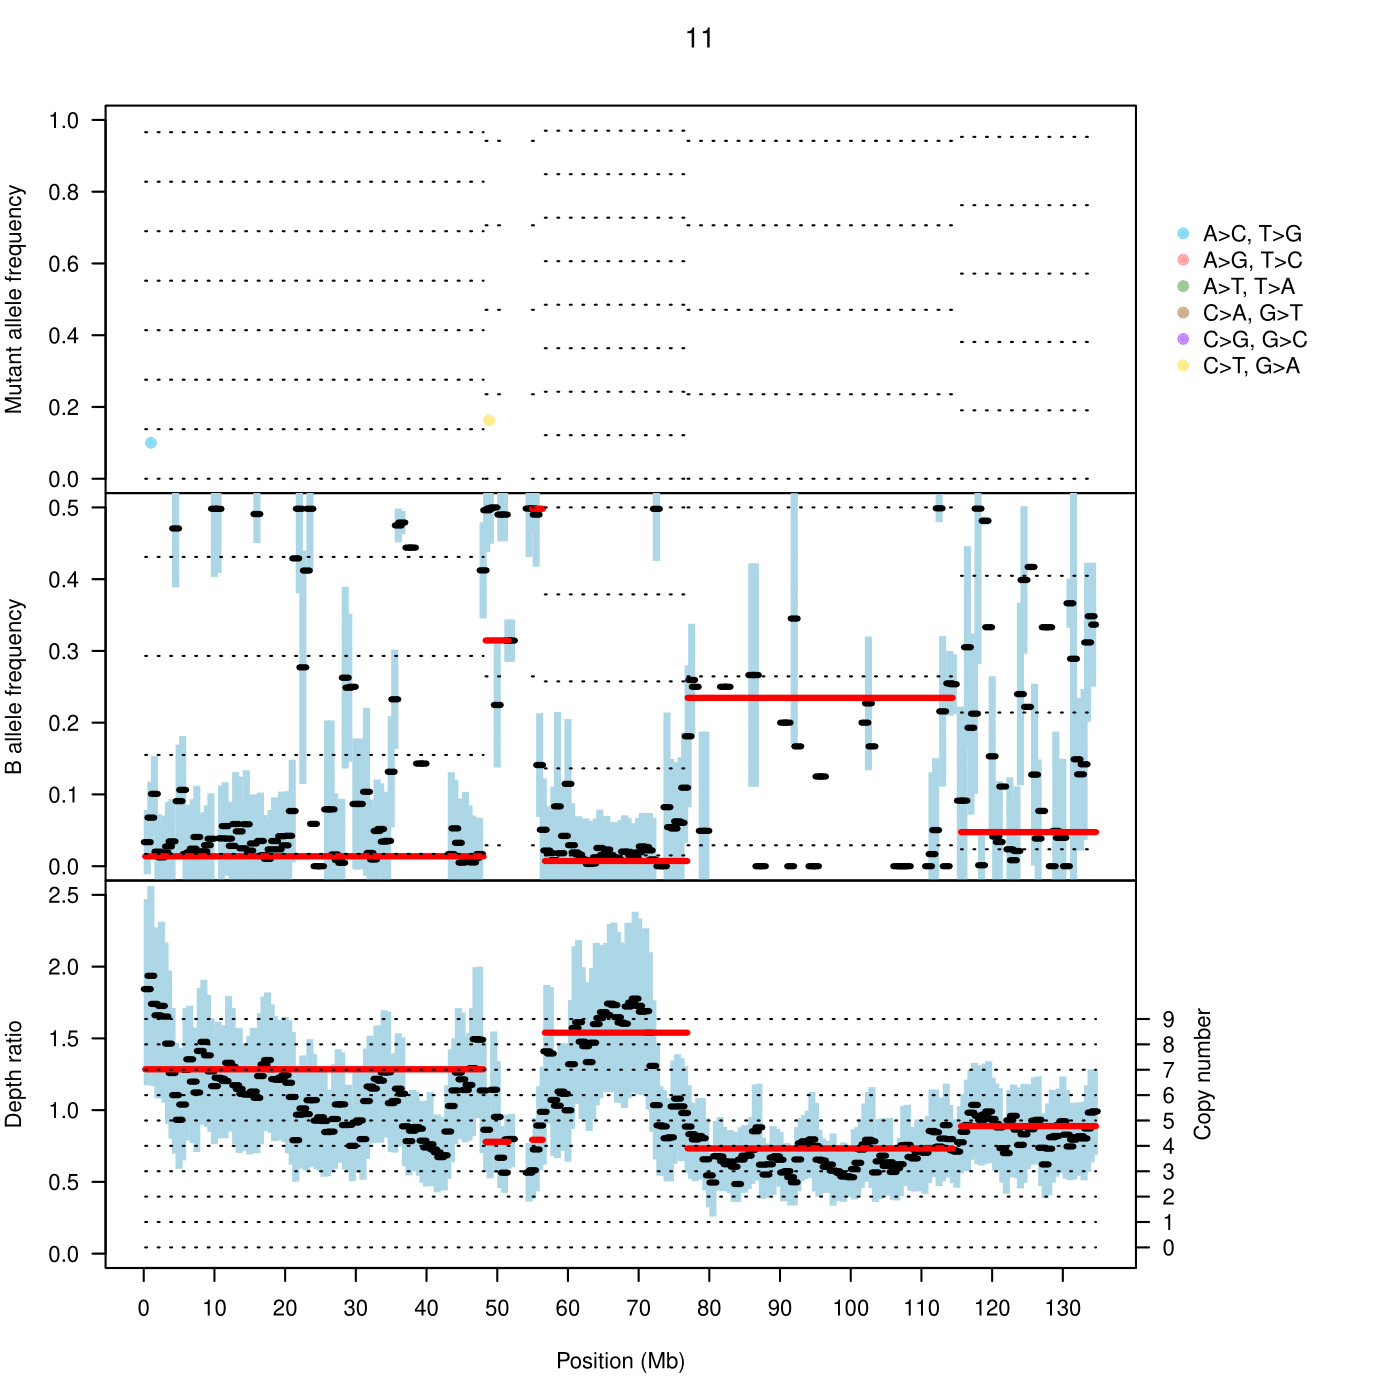 11
Mutant allele frequency
1.0
0.8
0.6
0.4
0.2
0.0
A>C, T>G
A>G, T>C
A>T, T>A
C>A, G>T
C>G, G>C
C>T, G>A
B allele frequency
0.5
0.4
0.3
0.2
0.1
0.0
Depth ratio
2.5
2.0
1.5
1.0
0.5
0.0
9
8
7
6
5
4
3
2
1
0
Copy number
0 10 20 30 40 50 60 70 80 90 100 110 120 130
Position (Mb)